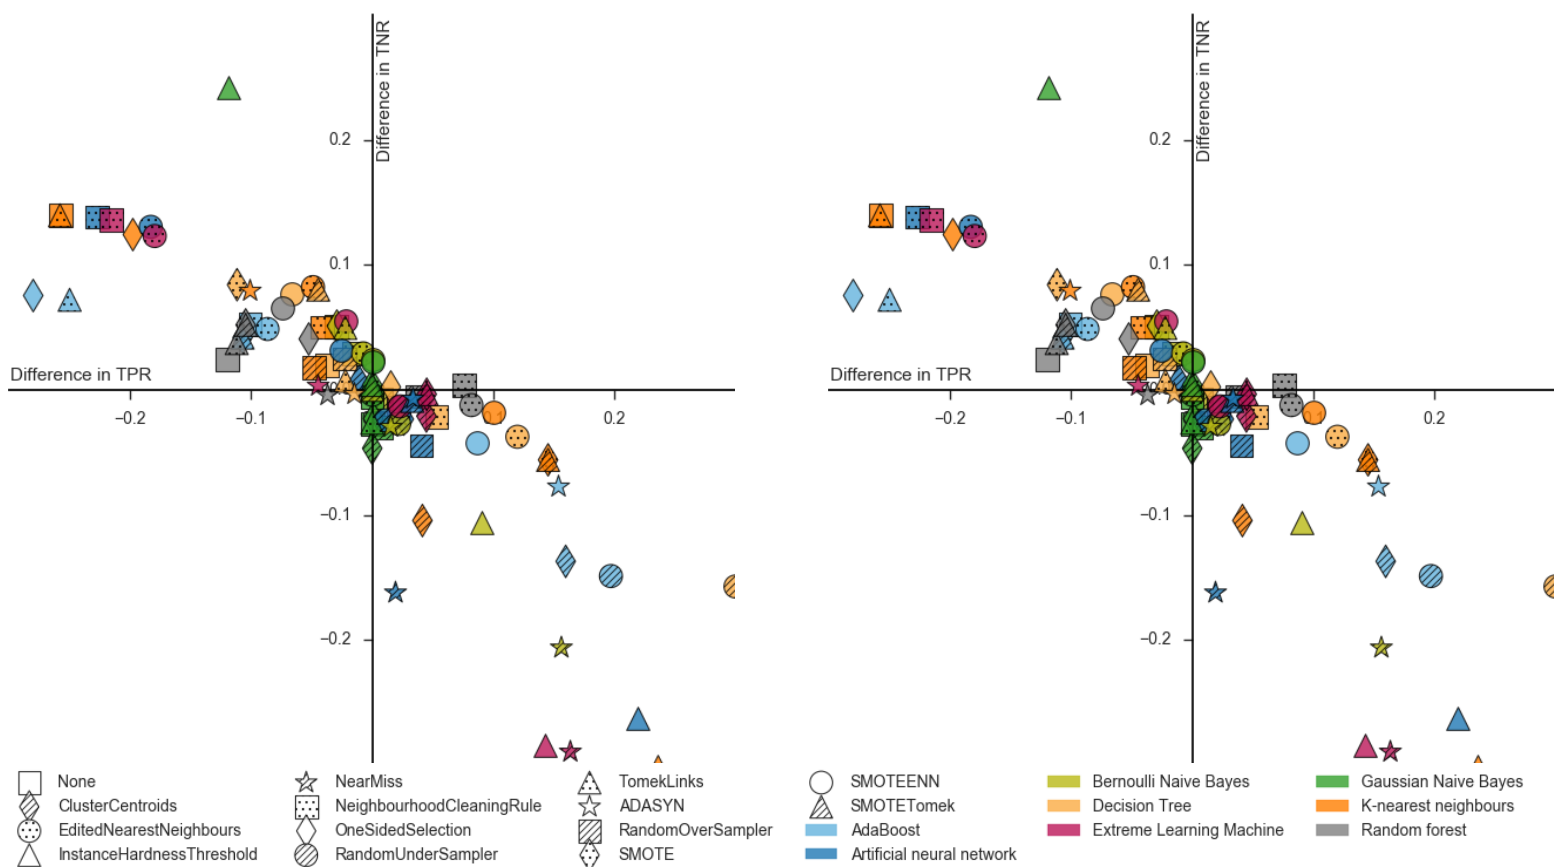 Difference in TNR
Difference in TNR
0.2
0.2
0.1
0.1
Difference in TPR
Difference in TPR
−0.2
−0.1
0.2
−0.2
−0.1
0.1
0.2
−0.1
−0.1
−0.2
−0.2
None
NearMiss
TomekLinks
SMOTEENN
Bernoulli Naive Bayes
Gaussian Naive Bayes
ClusterCentroids
NeighbourhoodCleaningRule
ADASYN
SMOTETomek
Decision Tree
K-nearest neighbours
EditedNearestNeighbours
OneSidedSelection
RandomOverSampler
AdaBoost
Extreme Learning Machine
Random forest
InstanceHardnessThreshold
RandomUnderSampler
SMOTE
Artificial neural network